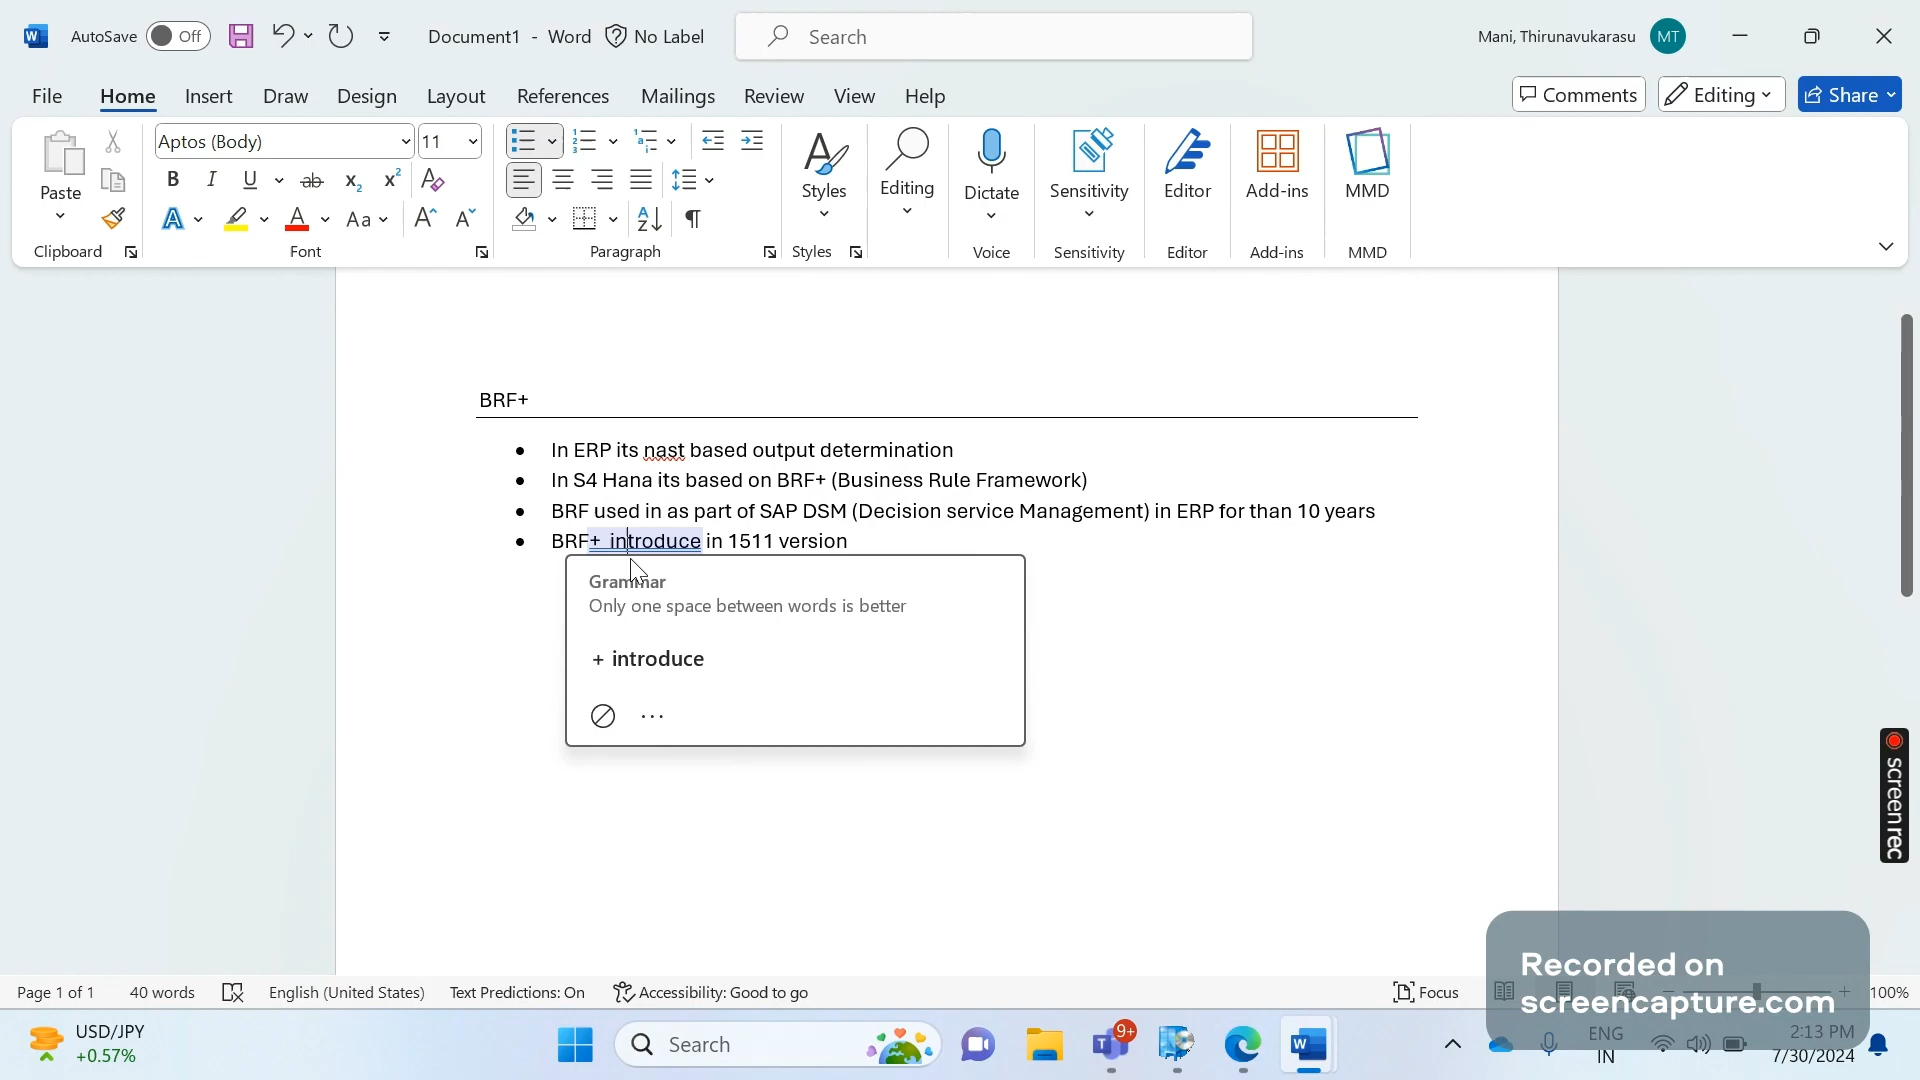 AutoSave Off Document1 - Word No Label Search Mani, Thirunavukarasu MT
File Home Insert Draw Design Layout References Mailings Review View Help Comments Editing Share
Aptos (Body) 11
Paste Styles Editing Dictate Sensitivity Editor Add-ins MMD
Clipboard Font Paragraph Styles Voice Sensitivity Editor Add-ins MMD
BRF+
• In ERP its nast based output determination
• In S4 Hana its based on BRF+ (Business Rule Framework)
• BRF used in as part of SAP DSM (Decision service Management) in ERP for than 10 years
• BRF+  introduce in 1511 version
Grammar
Only one space between words is better
+ introduce
screenrec
Recorded on
screencapture.com
Page 1 of 1 40 words English (United States) Text Predictions: On Accessibility: Good to go Focus 100%
USD/JPY
+0.57%
Search
9+
ENG
IN
2:13 PM
7/30/2024